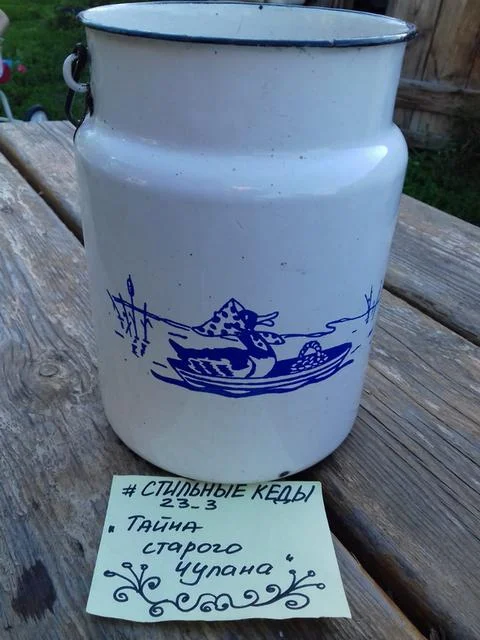 #СТИЛЬНЫЕ КЕДЫ
23-3
"ТАЙНА
старого
чулана"